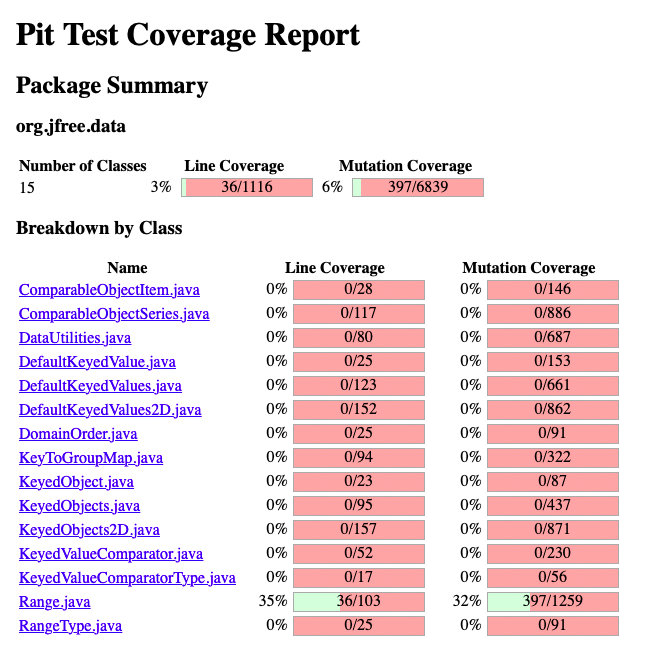 Pit Test Coverage Report
Package Summary
org.jfree.data
Number of Classes Line Coverage Mutation Coverage
15 3% 36/1116 6% 397/6839
Breakdown by Class
Name Line Coverage Mutation Coverage
ComparableObjectItem.java 0% 0/28 0% 0/146
ComparableObjectSeries.java 0% 0/117 0% 0/886
DataUtilities.java 0% 0/80 0% 0/687
DefaultKeyedValue.java 0% 0/25 0% 0/153
DefaultKeyedValues.java 0% 0/123 0% 0/661
DefaultKeyedValues2D.java 0% 0/152 0% 0/862
DomainOrder.java 0% 0/25 0% 0/91
KeyToGroupMap.java 0% 0/94 0% 0/322
KeyedObject.java 0% 0/23 0% 0/87
KeyedObjects.java 0% 0/95 0% 0/437
KeyedObjects2D.java 0% 0/157 0% 0/871
KeyedValueComparator.java 0% 0/52 0% 0/230
KeyedValueComparatorType.java 0% 0/17 0% 0/56
Range.java 35% 36/103 32% 397/1259
RangeType.java 0% 0/25 0% 0/91